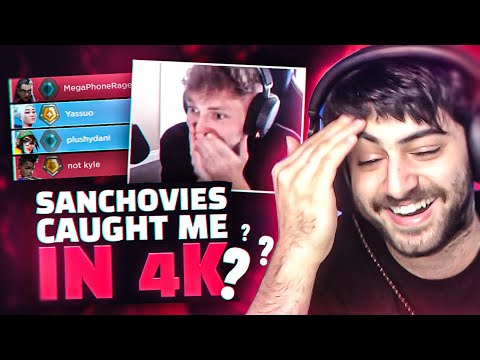 MegaPhoneRage
Yassuo
plushydani
not kyle
SANCHOVIES
CAUGHT ME ?
IN 4K? ?